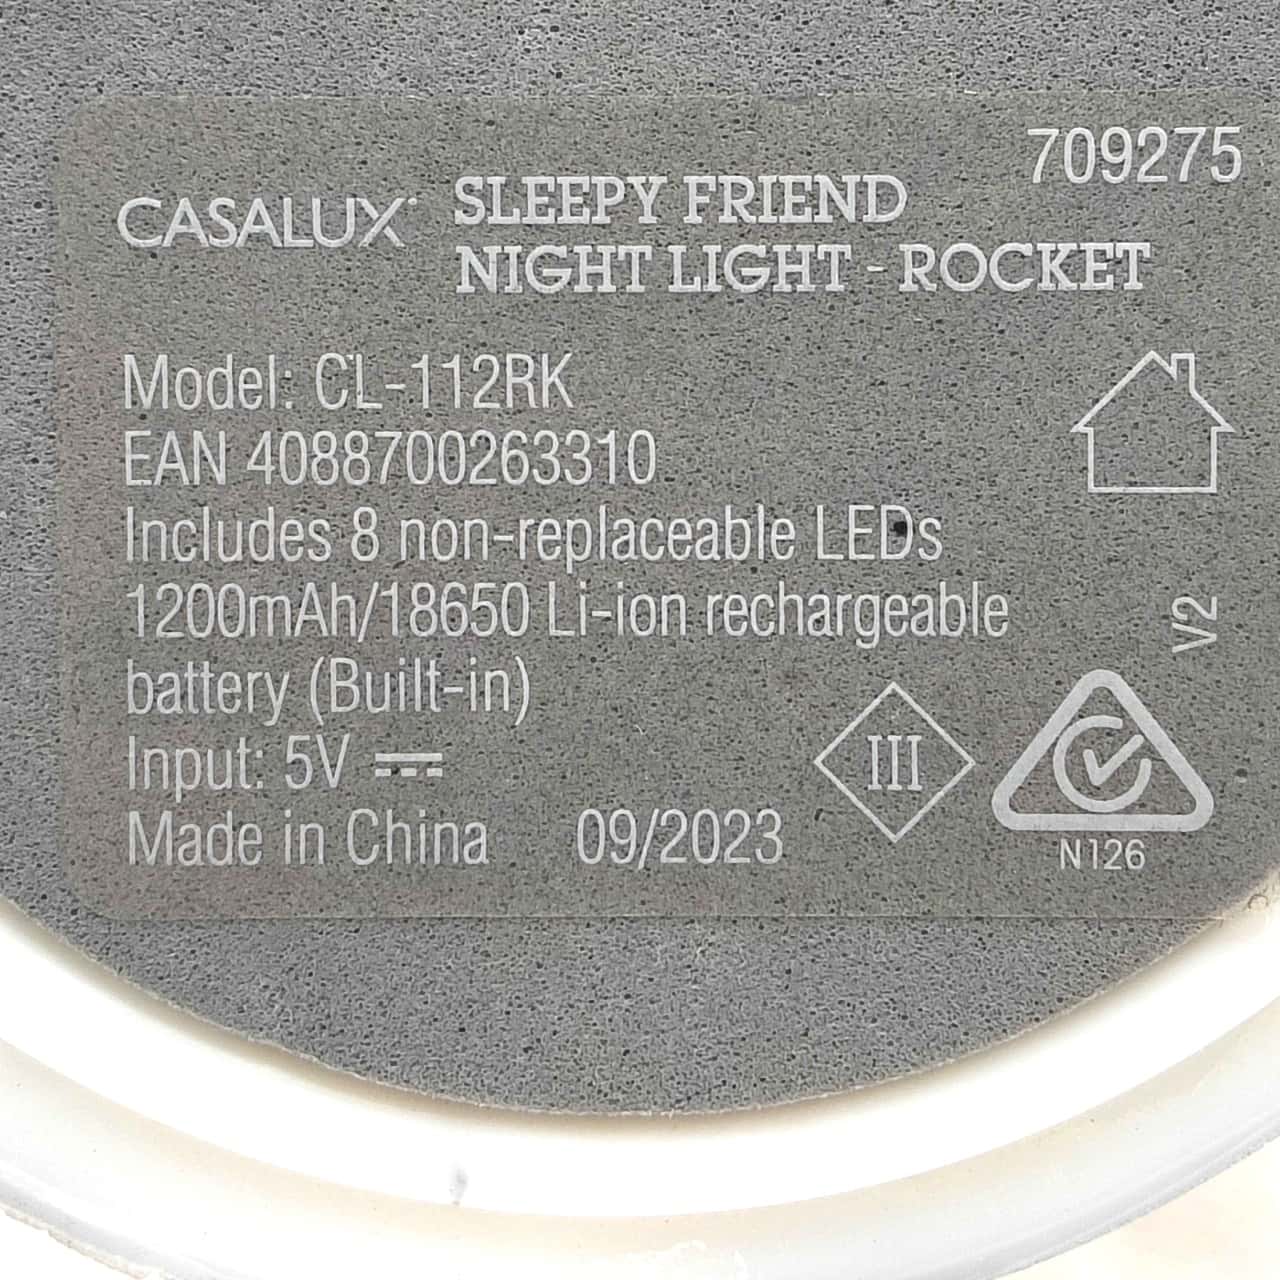 709275
CASALUX
SLEEPY FRIEND
NIGHT LIGHT - ROCKET
Model: CL-112RK
EAN 4088700263310
Includes 8 non-replaceable LEDs
1200mAh/18650 Li-ion rechargeable
battery (Built-in)
Input: 5V ⎓
Made in China 09/2023
V2
III
N126